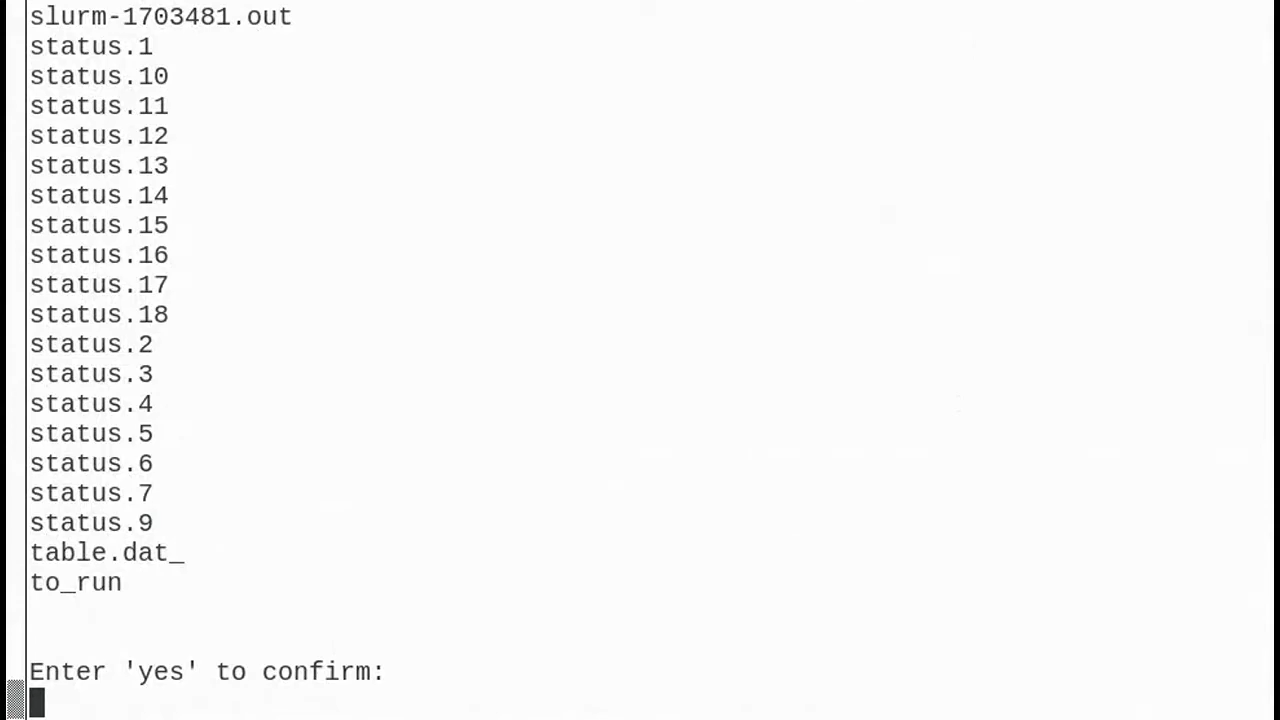 slurm-1703481.out
status.1
status.10
status.11
status.12
status.13
status.14
status.15
status.16
status.17
status.18
status.2
status.3
status.4
status.5
status.6
status.7
status.9
table.dat_
to_run
Enter 'yes' to confirm: